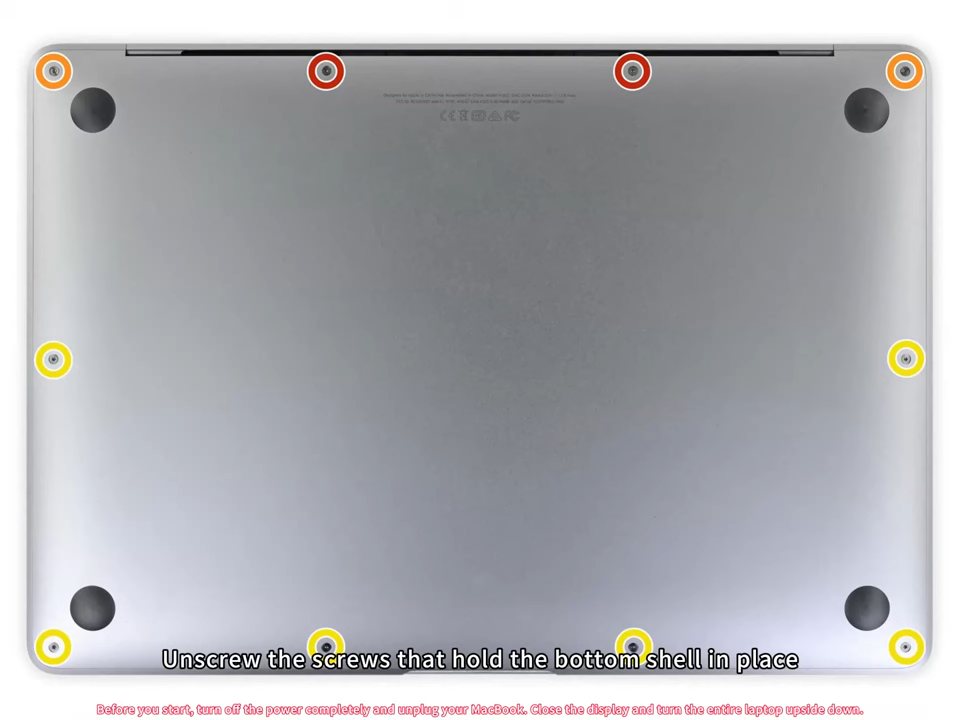 Unscrew the screws that hold the bottom shell in place
Before you start, turn off the power completely and unplug your MacBook. Close the display and turn the entire laptop upside down.